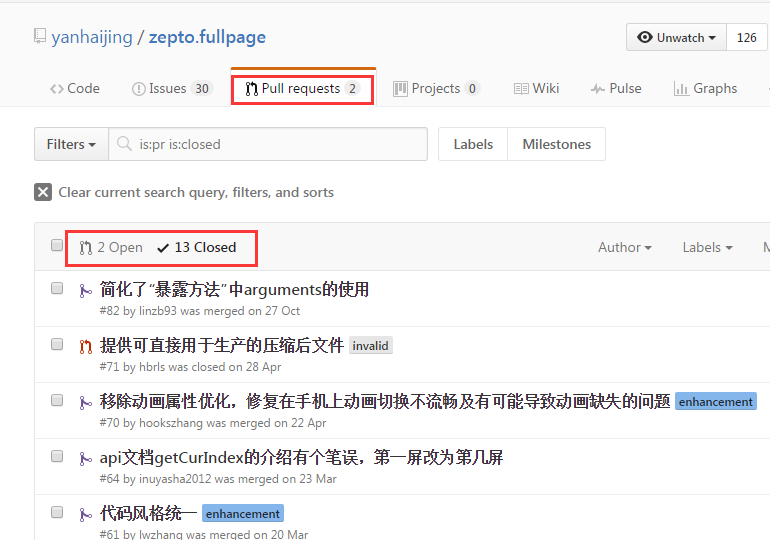 yanhaijing / zepto.fullpage
Unwatch 126
Code Issues 30 Pull requests 2 Projects 0 Wiki Pulse Graphs
Filters is:pr is:closed Labels Milestones
Clear current search query, filters, and sorts
2 Open 13 Closed Author Labels M
简化了“暴露方法”中arguments的使用
#82 by linzb93 was merged on 27 Oct
提供可直接用于生产的压缩后文件 invalid
#71 by hbrls was closed on 28 Apr
移除动画属性优化，修复在手机上动画切换不流畅及有可能导致动画缺失的问题 enhancement
#70 by hookszhang was merged on 22 Apr
api文档getCurIndex的介绍有个笔误，第一屏改为第几屏
#64 by inuyasha2012 was merged on 23 Mar
代码风格统一 enhancement
#61 by lwzhang was merged on 20 Mar